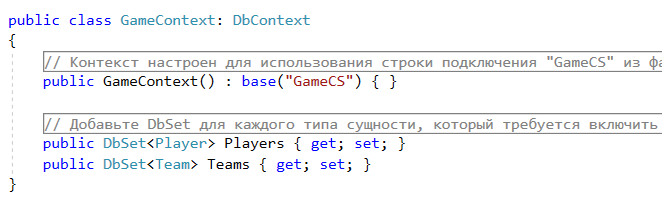 public class GameContext: DbContext
{
// Контекст настроен для использования строки подключения "GameCS" из
public GameContext() : base("GameCS") { }
// Добавьте DbSet для каждого типа сущности, который требуется включить
public DbSet<Player> Players { get; set; }
public DbSet<Team> Teams { get; set; }
}